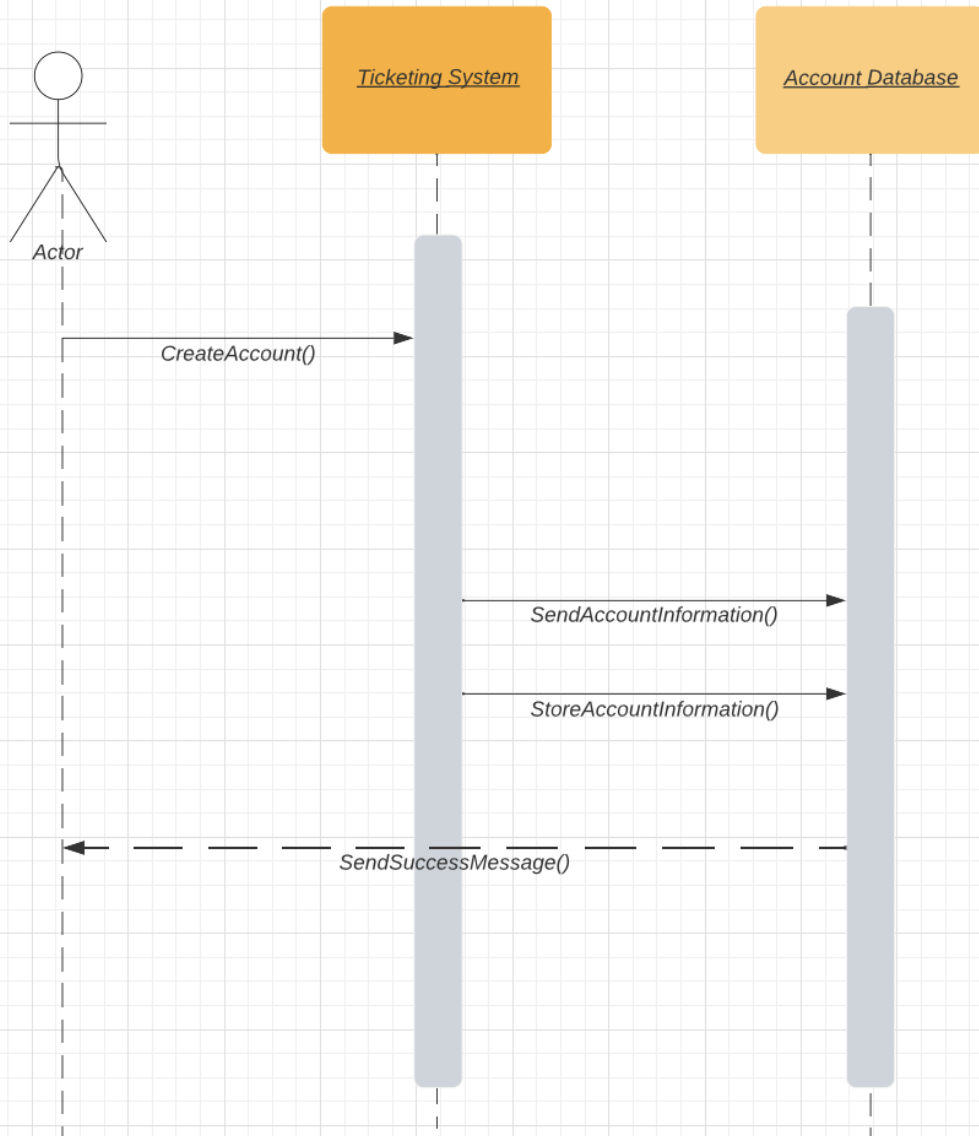 Ticketing System
Account Database
Actor
CreateAccount()
SendAccountInformation()
StoreAccountInformation()
SendSuccessMessage()